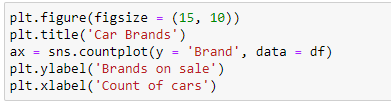 plt.figure(figsize = (15, 10))
plt.title('Car Brands')
ax = sns.countplot(y = 'Brand', data = df)
plt.ylabel('Brands on sale')
plt.xlabel('Count of cars')